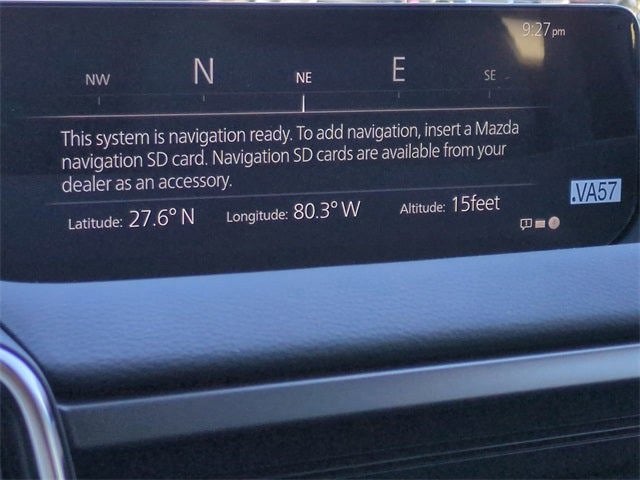 9:27 pm
NW N NE E SE
This system is navigation ready. To add navigation, insert a Mazda
navigation SD card. Navigation SD cards are available from your
dealer as an accessory.
.VA57
Latitude: 27.6° N Longitude: 80.3° W Altitude: 15feet